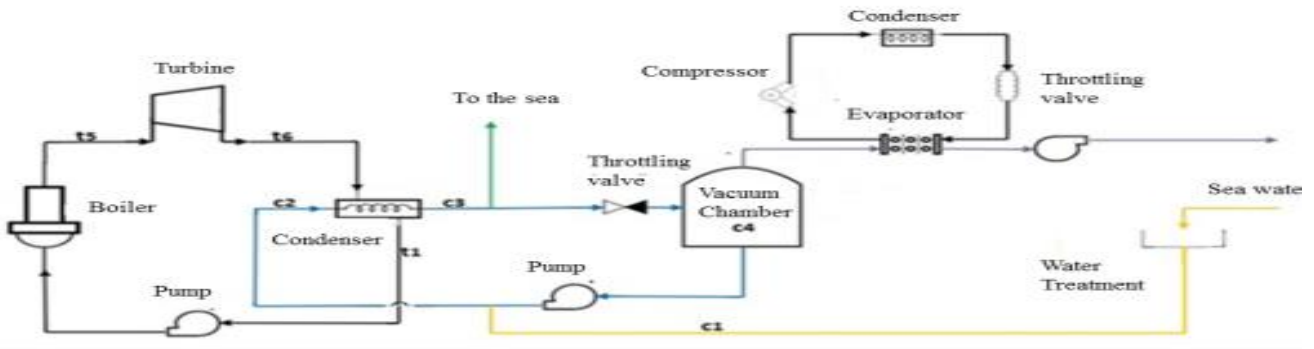 Condenser
Turbine
Compressor
Throttling
valve
To the sea
Evaporator
t5
t6
Throttling
valve
Vacuum
Chamber
c4
Sea water
Boiler
c2
c3
Condenser
t1
Pump
Pump
Water
Treatment
c1